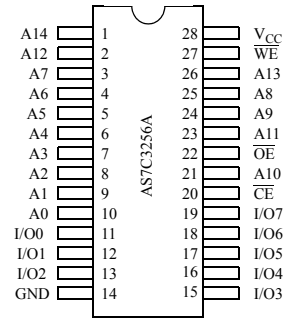 A14 1 28 VCC
A12 2 27 WE
A7 3 26 A13
A6 4 25 A8
A5 5 24 A9
A4 6 23 A11
A3 7 22 OE
A2 8 21 A10
A1 9 20 CE
A0 10 19 I/O7
I/O0 11 18 I/O6
I/O1 12 17 I/O5
I/O2 13 16 I/O4
GND 14 15 I/O3
AS7C3256A